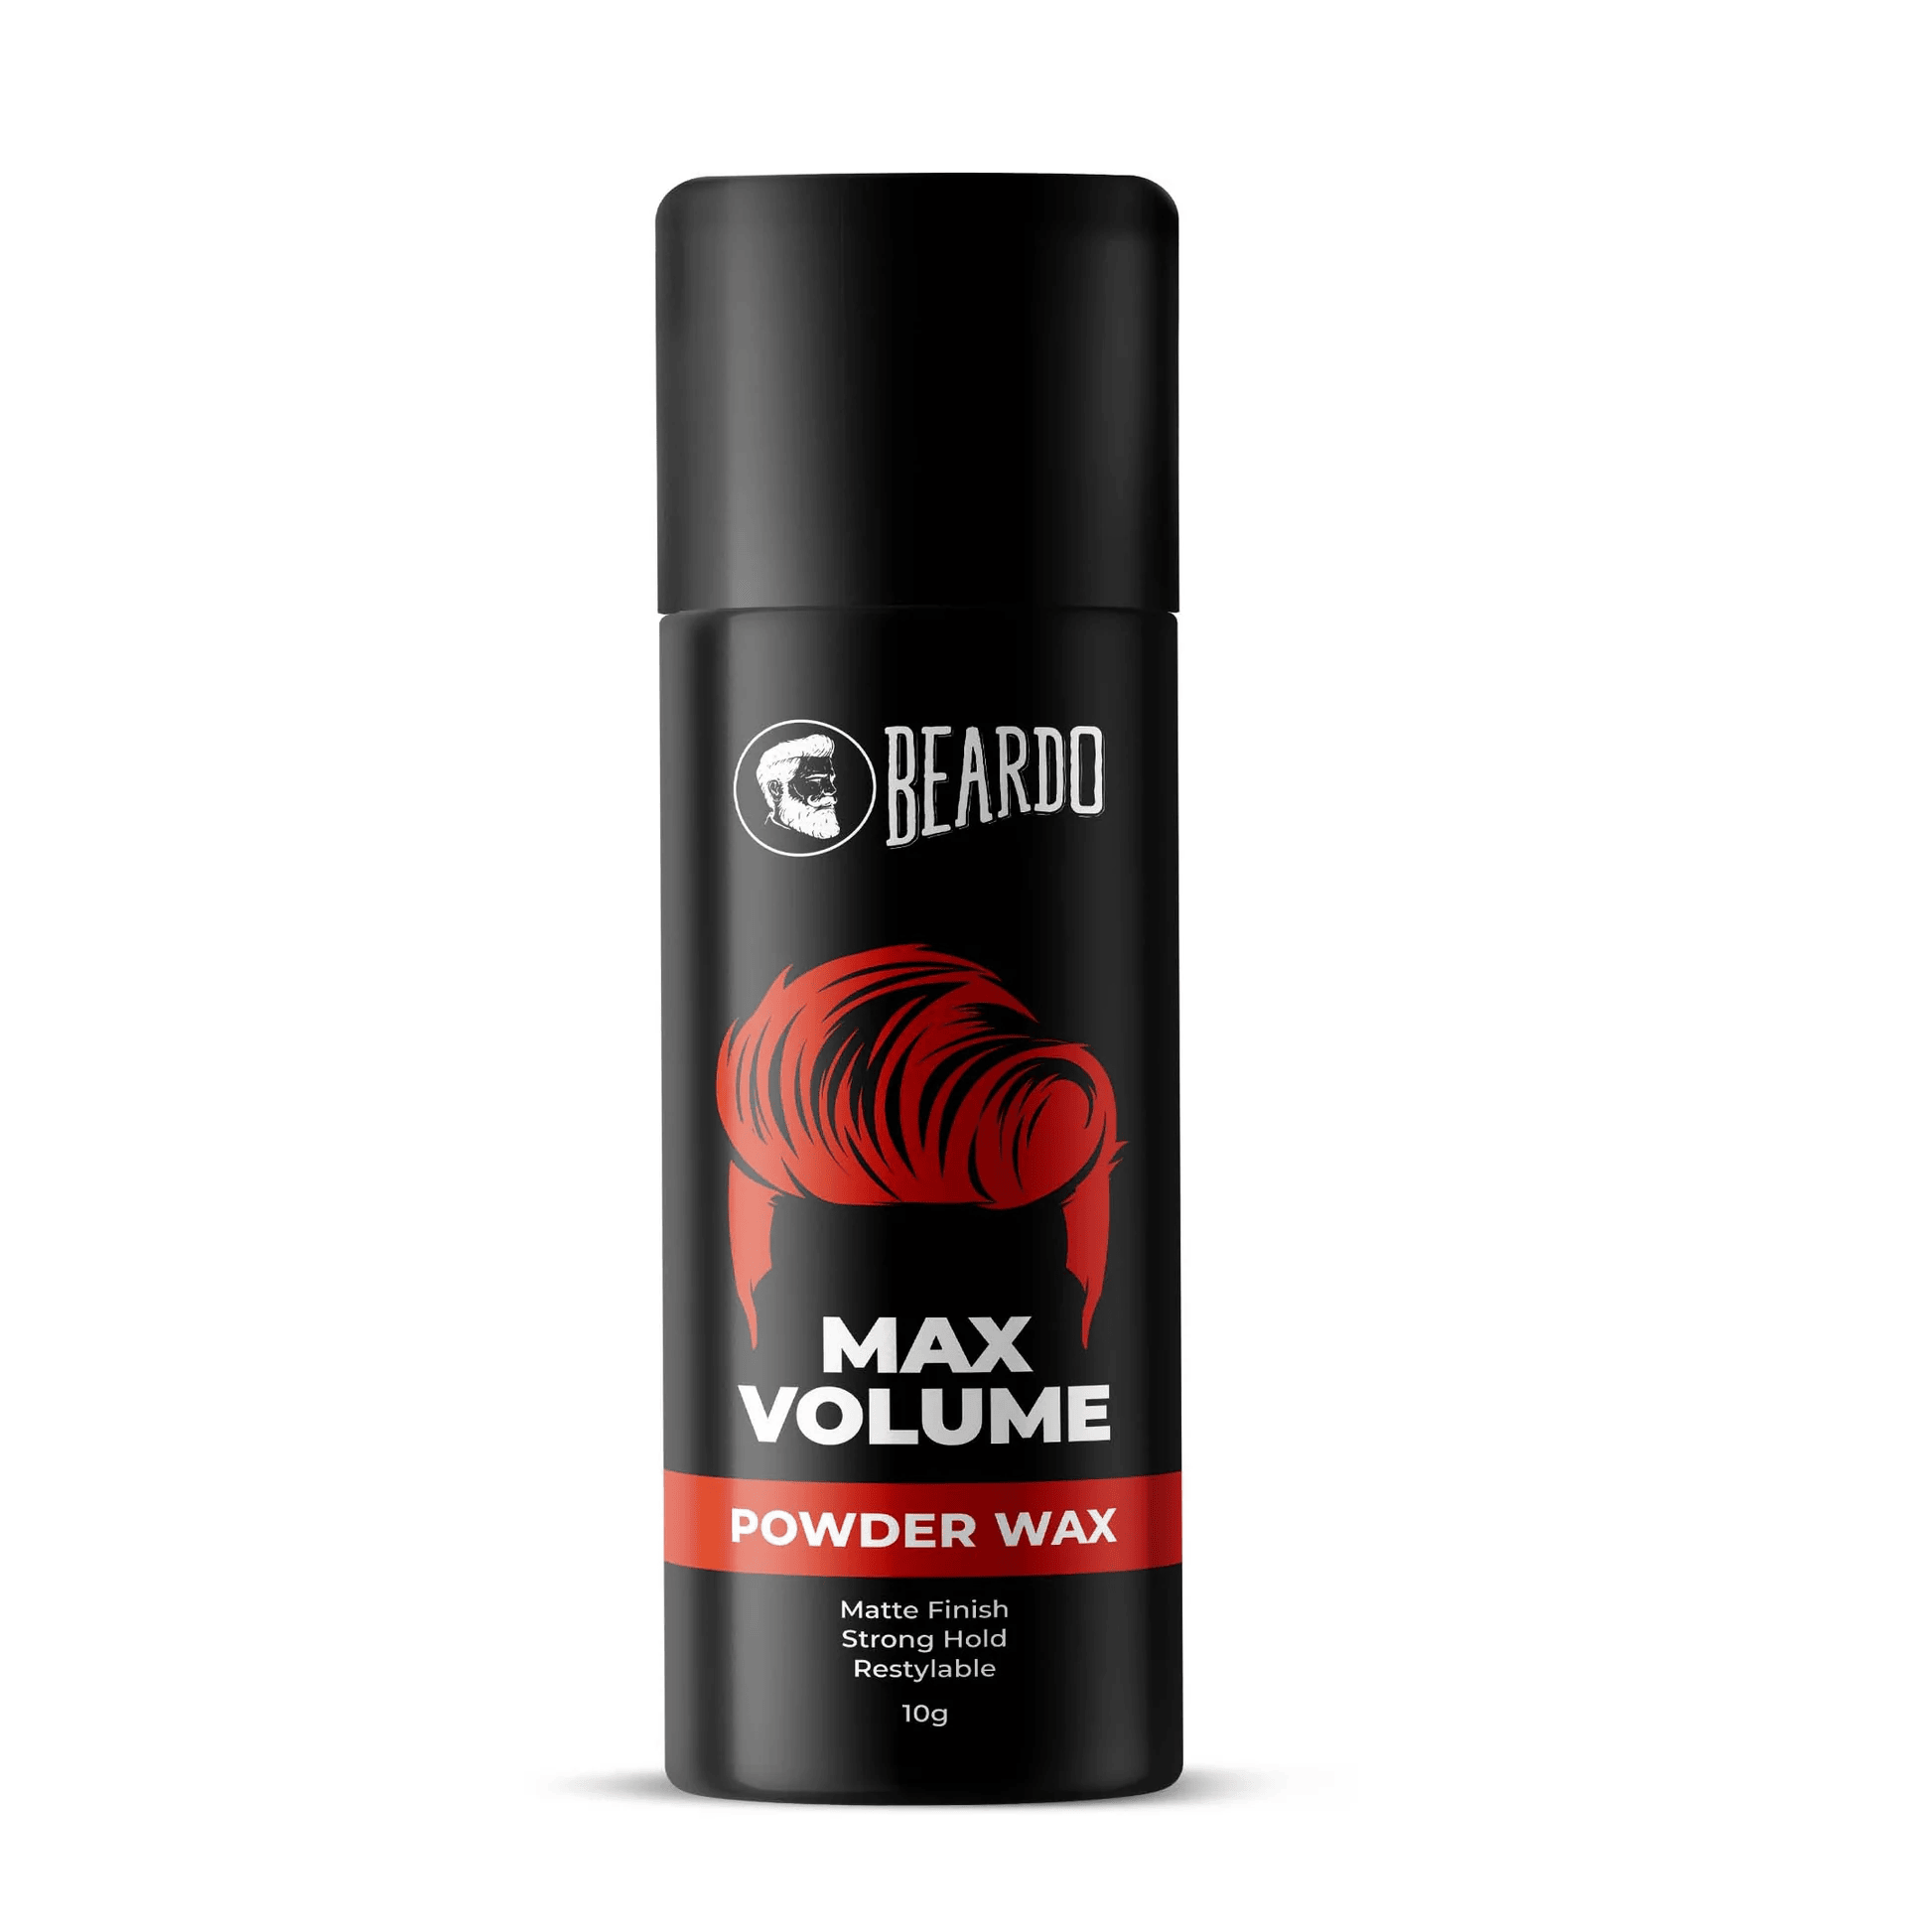 BEARDO
MAX
VOLUME
POWDER WAX
Matte Finish
Strong Hold
Restylable
10g